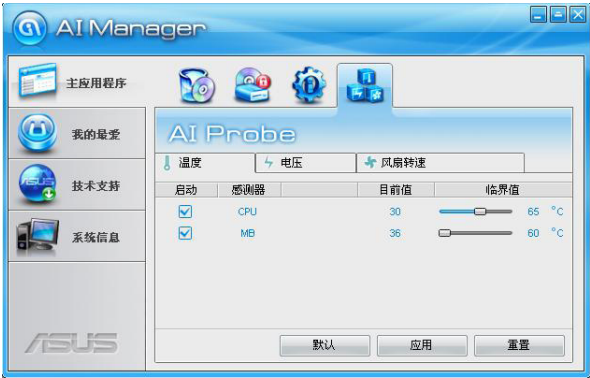 AI Manager
主应用程序
我的最爱
技术支持
系统信息
ASUS
AI Probe
温度 电压 风扇转速
启动 感测器 目前值 临界值
CPU 30 65 °C
MB 36 60 °C
默认 应用 重置